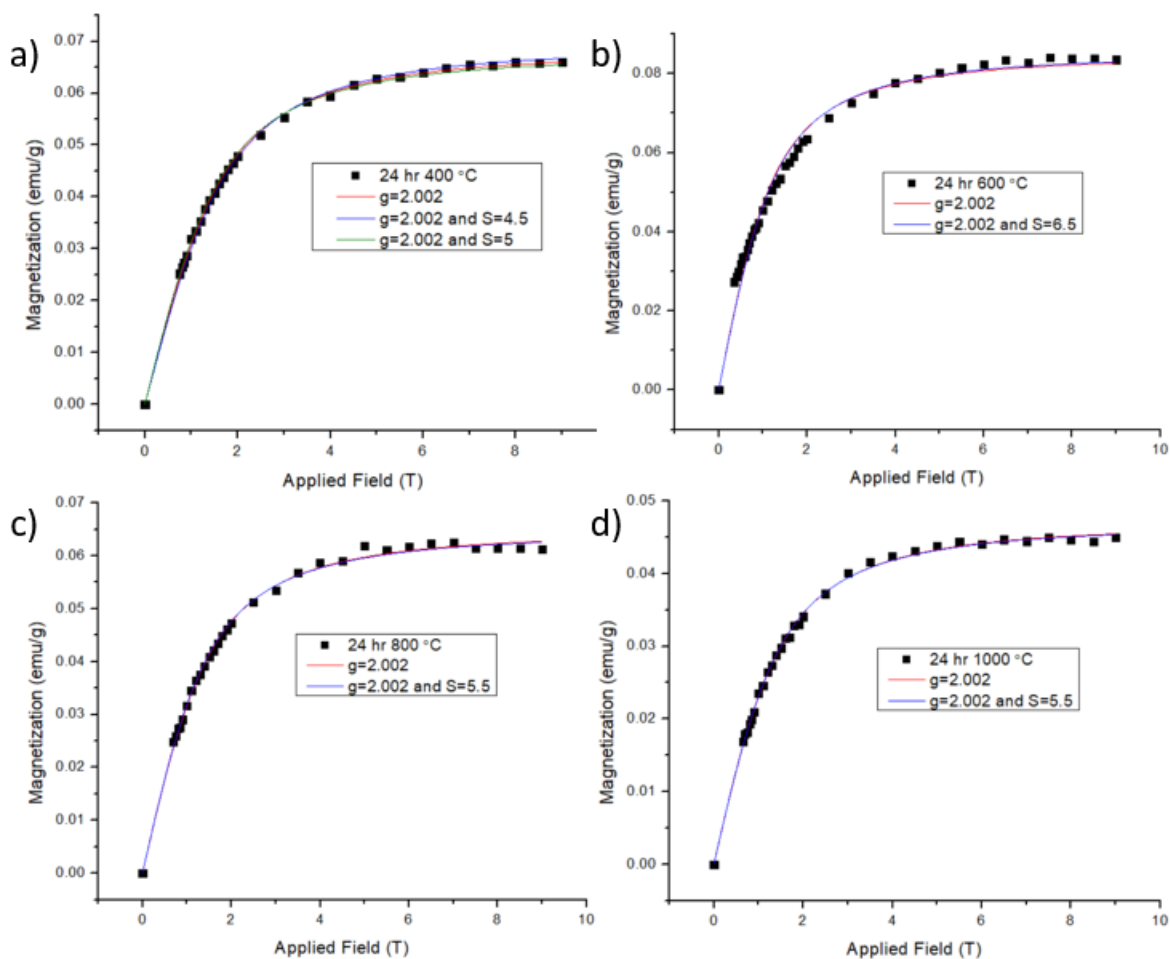 a)
Magnetization (emu/g)
0.07
0.06
0.05
0.04
0.03
0.02
0.01
0.00
24 hr 400 °C
g=2.002
g=2.002 and S=4.5
g=2.002 and S=5
0 2 4 6 8
Applied Field (T)
b)
Magnetization (emu/g)
0.08
0.06
0.04
0.02
0.00
24 hr 600 °C
g=2.002
g=2.002 and S=6.5
0 2 4 6 8 10
Applied Field (T)
c)
Magnetization (emu/g)
0.07
0.06
0.05
0.04
0.03
0.02
0.01
0.00
24 hr 800 °C
g=2.002
g=2.002 and S=5.5
0 2 4 6 8 10
Applied Field (T)
d)
Magnetization (emu/g)
0.05
0.04
0.03
0.02
0.01
0.00
24 hr 1000 °C
g=2.002
g=2.002 and S=5.5
0 2 4 6 8 10
Applied Field (T)